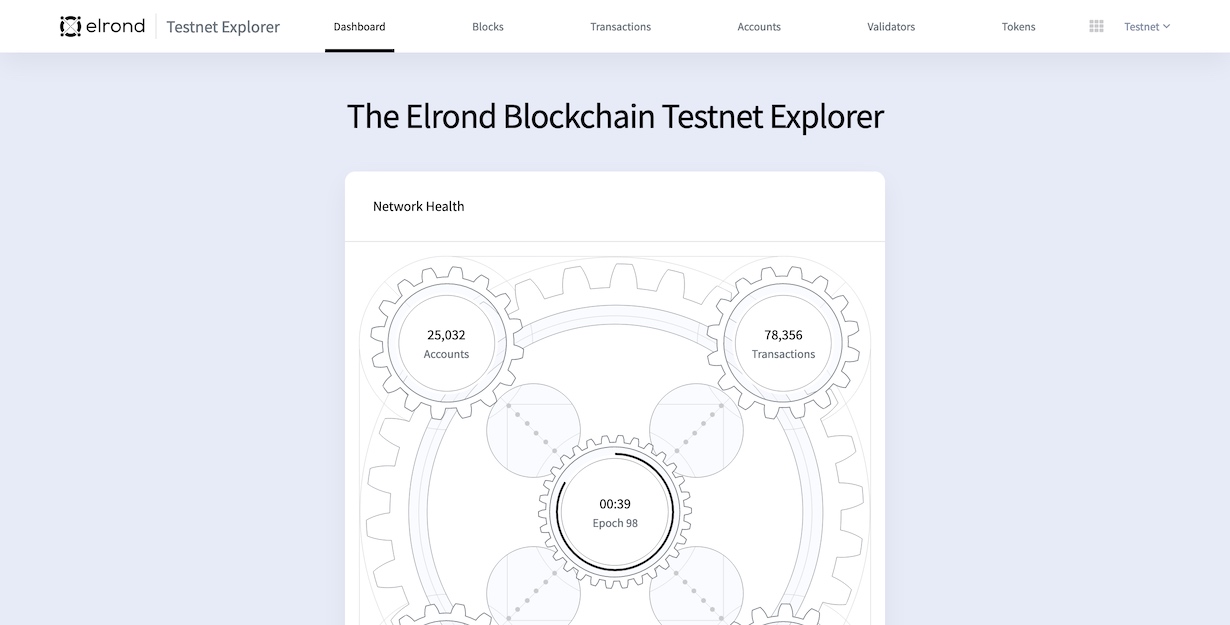 elrond Testnet Explorer Dashboard Blocks Transactions Accounts Validators Tokens Testnet
The Elrond Blockchain Testnet Explorer
Network Health
25,032
Accounts
78,356
Transactions
00:39
Epoch 98